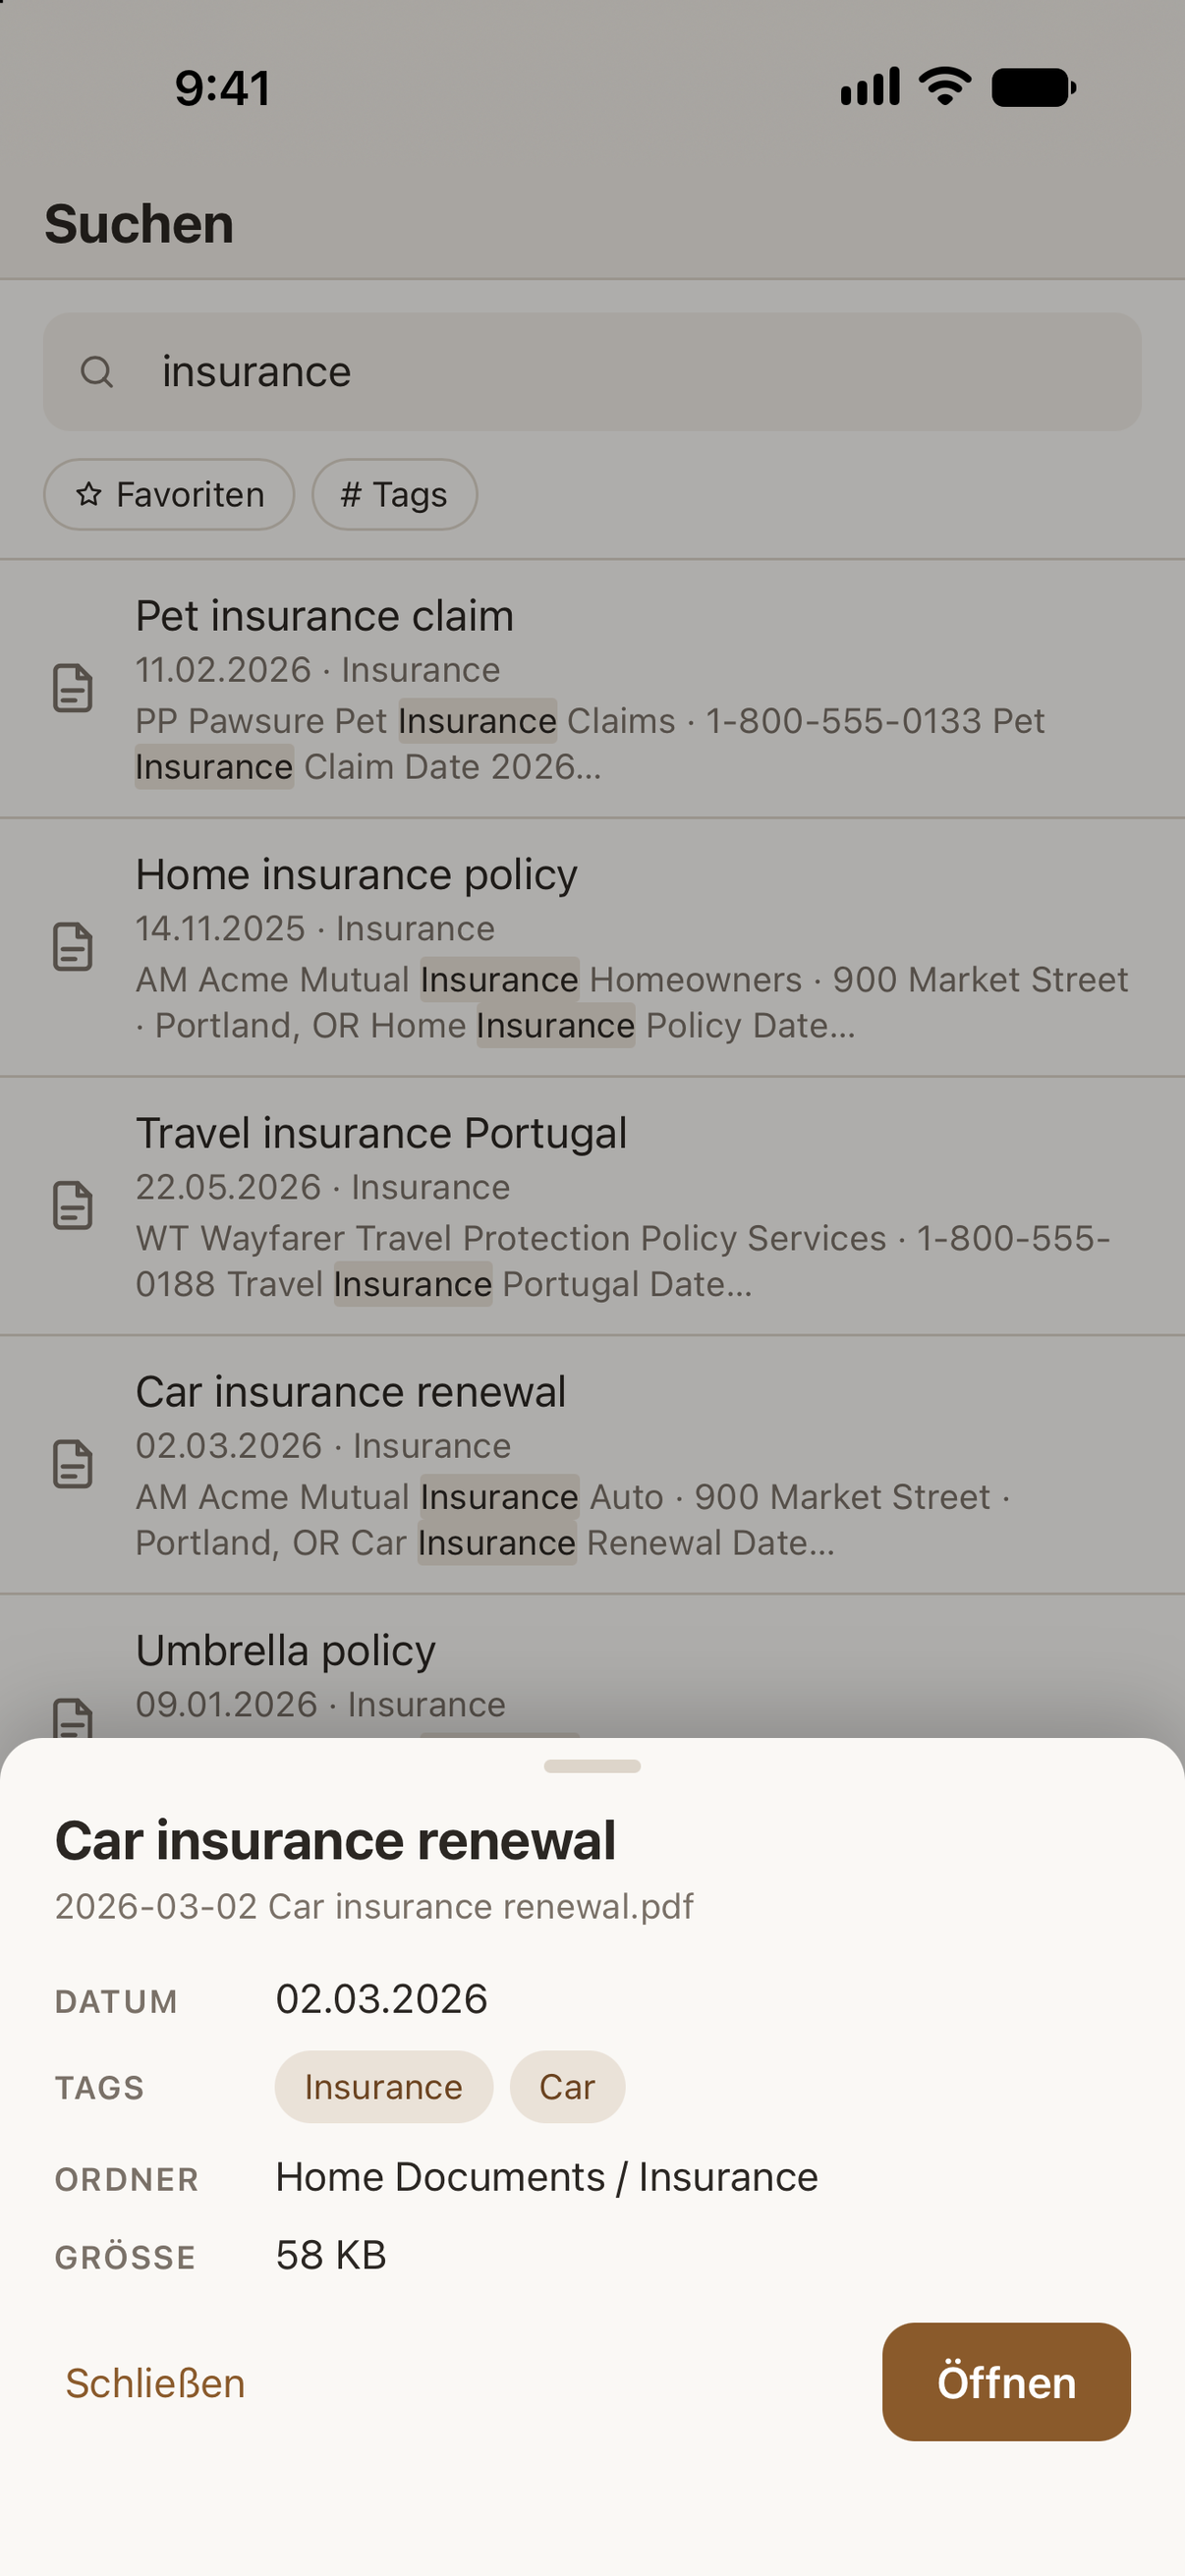 9:41
Suchen
insurance
Favoriten
# Tags
Pet insurance claim
11.02.2026 · Insurance
PP Pawsure Pet Insurance Claims · 1-800-555-0133 Pet
Insurance Claim Date 2026...
Home insurance policy
14.11.2025 · Insurance
AM Acme Mutual Insurance Homeowners · 900 Market Street
· Portland, OR Home Insurance Policy Date...
Travel insurance Portugal
22.05.2026 · Insurance
WT Wayfarer Travel Protection Policy Services · 1-800-555-
0188 Travel Insurance Portugal Date...
Car insurance renewal
02.03.2026 · Insurance
AM Acme Mutual Insurance Auto · 900 Market Street ·
Portland, OR Car Insurance Renewal Date...
Umbrella policy
09.01.2026 · Insurance
Car insurance renewal
2026-03-02 Car insurance renewal.pdf
DATUM 02.03.2026
TAGS Insurance Car
ORDNER Home Documents / Insurance
GRÖSSE 58 KB
Schließen Öffnen